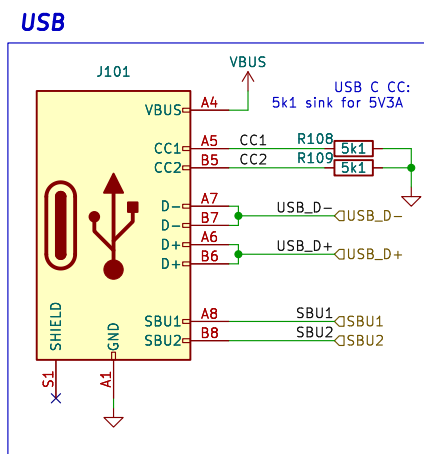 USB
J101
VBUS
USB C CC:
5k1 sink for 5V3A
VBUS A4
CC1 A5 CC1 R108 5k1
CC2 B5 CC2 R109 5k1
D- A7
D- B7 USB_D- USB_D-
D+ A6
D+ B6 USB_D+ USB_D+
SBU1 A8 SBU1 SBU1
SBU2 B8 SBU2 SBU2
SHIELD
GND
S1
A1